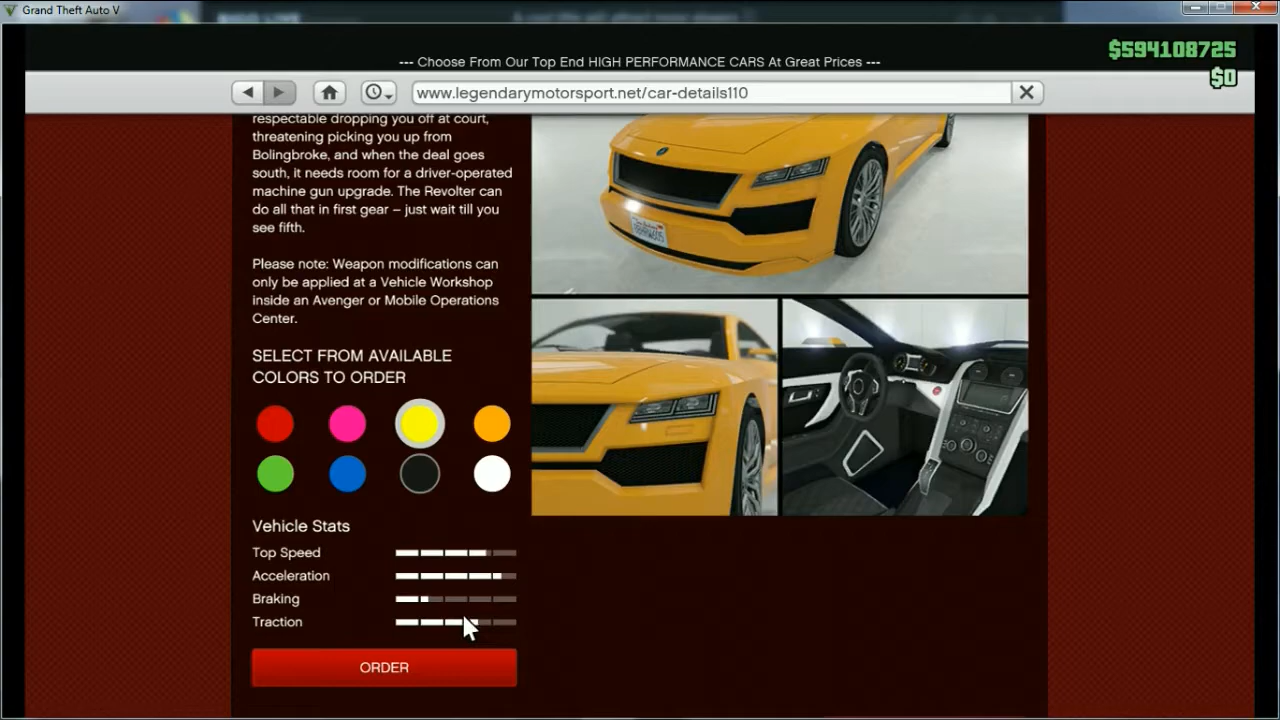 Grand Theft Auto V
$594108725
--- Choose From Our Top End HIGH PERFORMANCE CARS At Great Prices ---
$0
www.legendarymotorsport.net/car-details110
respectable dropping you off at court,
threatening picking you up from
Bolingbroke, and when the deal goes
south, it needs room for a driver-operated
machine gun upgrade. The Revolter can
do all that in first gear – just wait till you
see fifth.
Please note: Weapon modifications can
only be applied at a Vehicle Workshop
inside an Avenger or Mobile Operations
Center.
SELECT FROM AVAILABLE
COLORS TO ORDER
Vehicle Stats
Top Speed
Acceleration
Braking
Traction
ORDER